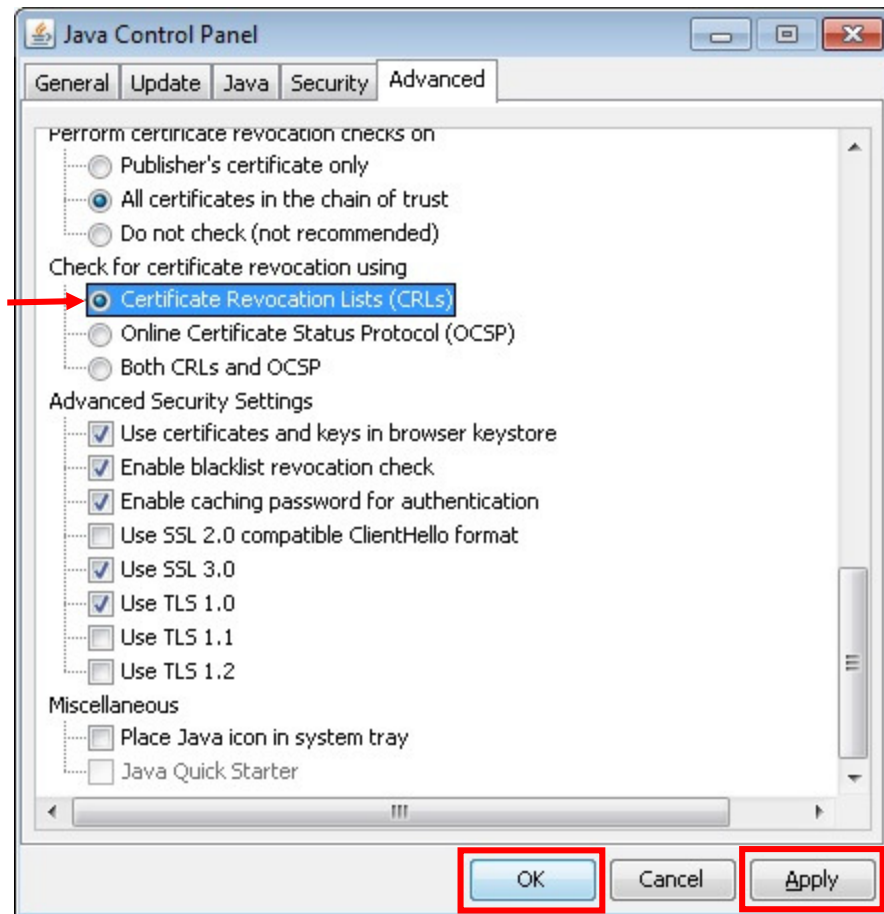 Java Control Panel
General Update Java Security Advanced
Perform certificate revocation checks on
Publisher's certificate only
All certificates in the chain of trust
Do not check (not recommended)
Check for certificate revocation using
Certificate Revocation Lists (CRLs)
Online Certificate Status Protocol (OCSP)
Both CRLs and OCSP
Advanced Security Settings
Use certificates and keys in browser keystore
Enable blacklist revocation check
Enable caching password for authentication
Use SSL 2.0 compatible ClientHello format
Use SSL 3.0
Use TLS 1.0
Use TLS 1.1
Use TLS 1.2
Miscellaneous
Place Java icon in system tray
Java Quick Starter
OK Cancel Apply